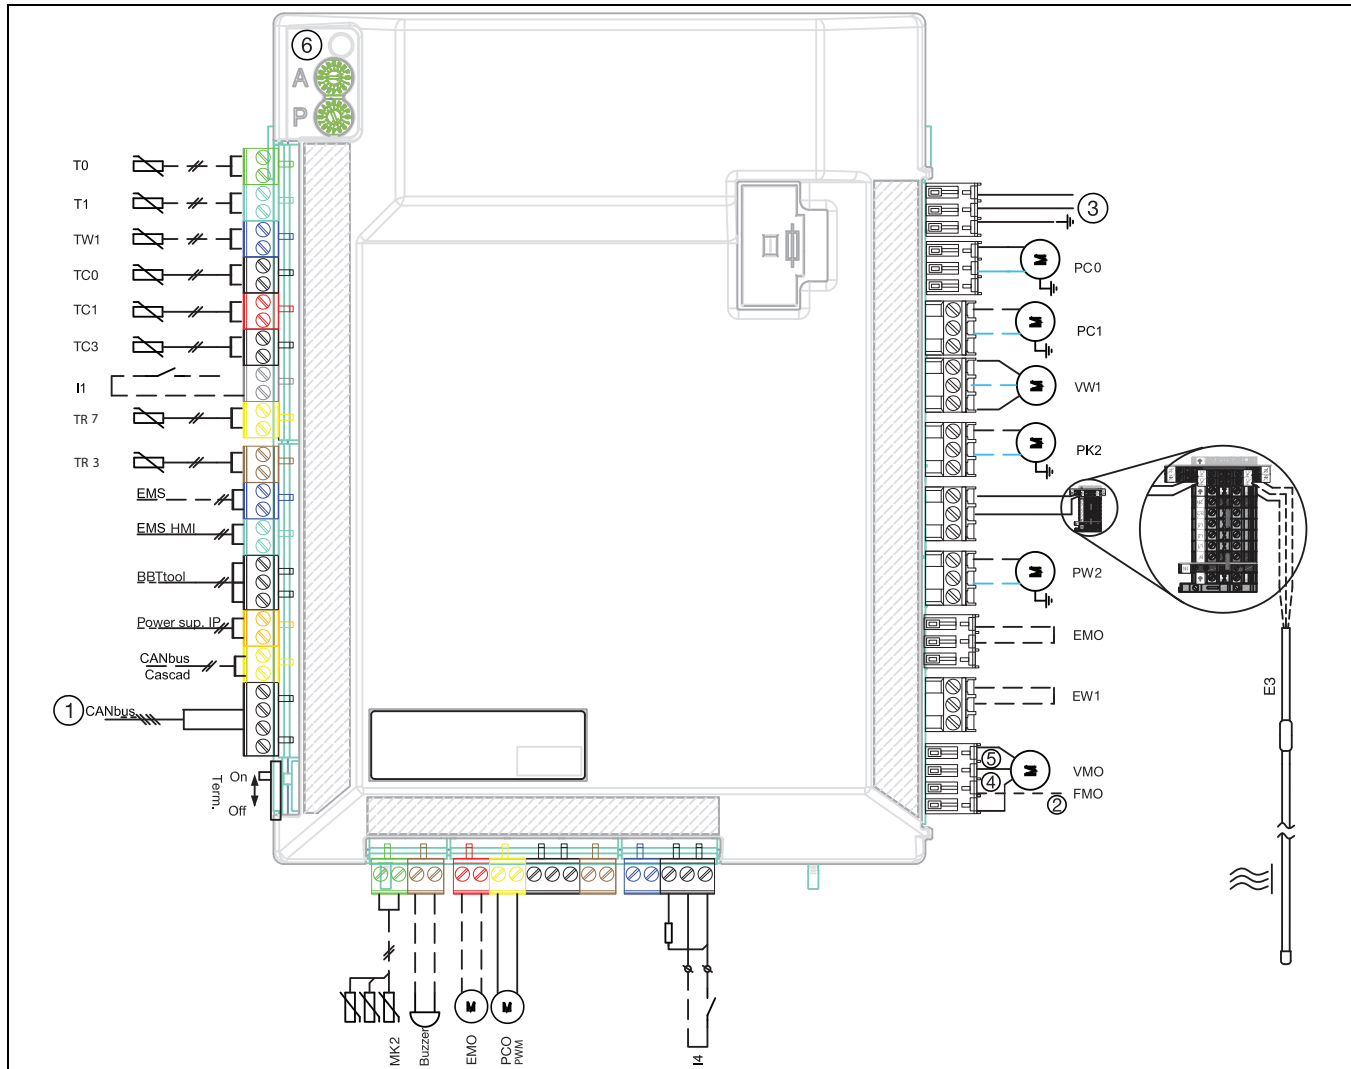 6
A
P
T0
T1
TW1
TC0
TC1
TC3
I1
TR 7
TR 3
EMS
EMS HMI
BBTtool
Power sup. IP
CANbus
Cascad
1 CANbus
On
Off
Term.
3
PC0
M
PC1
M
VW1
M
PK2
M
PW2
M
EMO
EW1
5
4
M
VMO
FMO
2
E3
MK2
Buzzer
M
EMO
M
PCO
PWM
I4